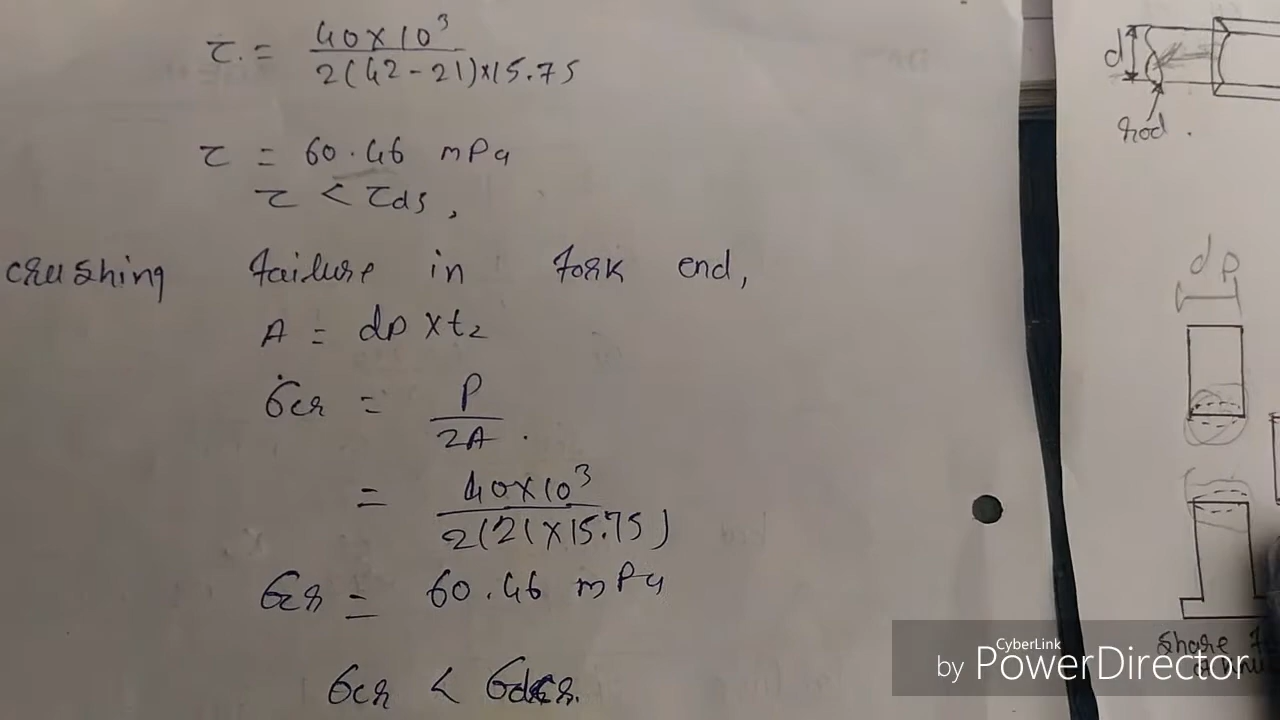 τ. = 40×10³ / 2(42-21)×15.75
τ = 60.46 mPa
τ < τds,
crushing failure in fork end,
A = dp × t2
σcr = P / 2A .
= 40×10³ / 2(21×15.75)
σcr = 60.46 mPa
σcr <
d
rod .
dp
share
CyberLink
by PowerDirector